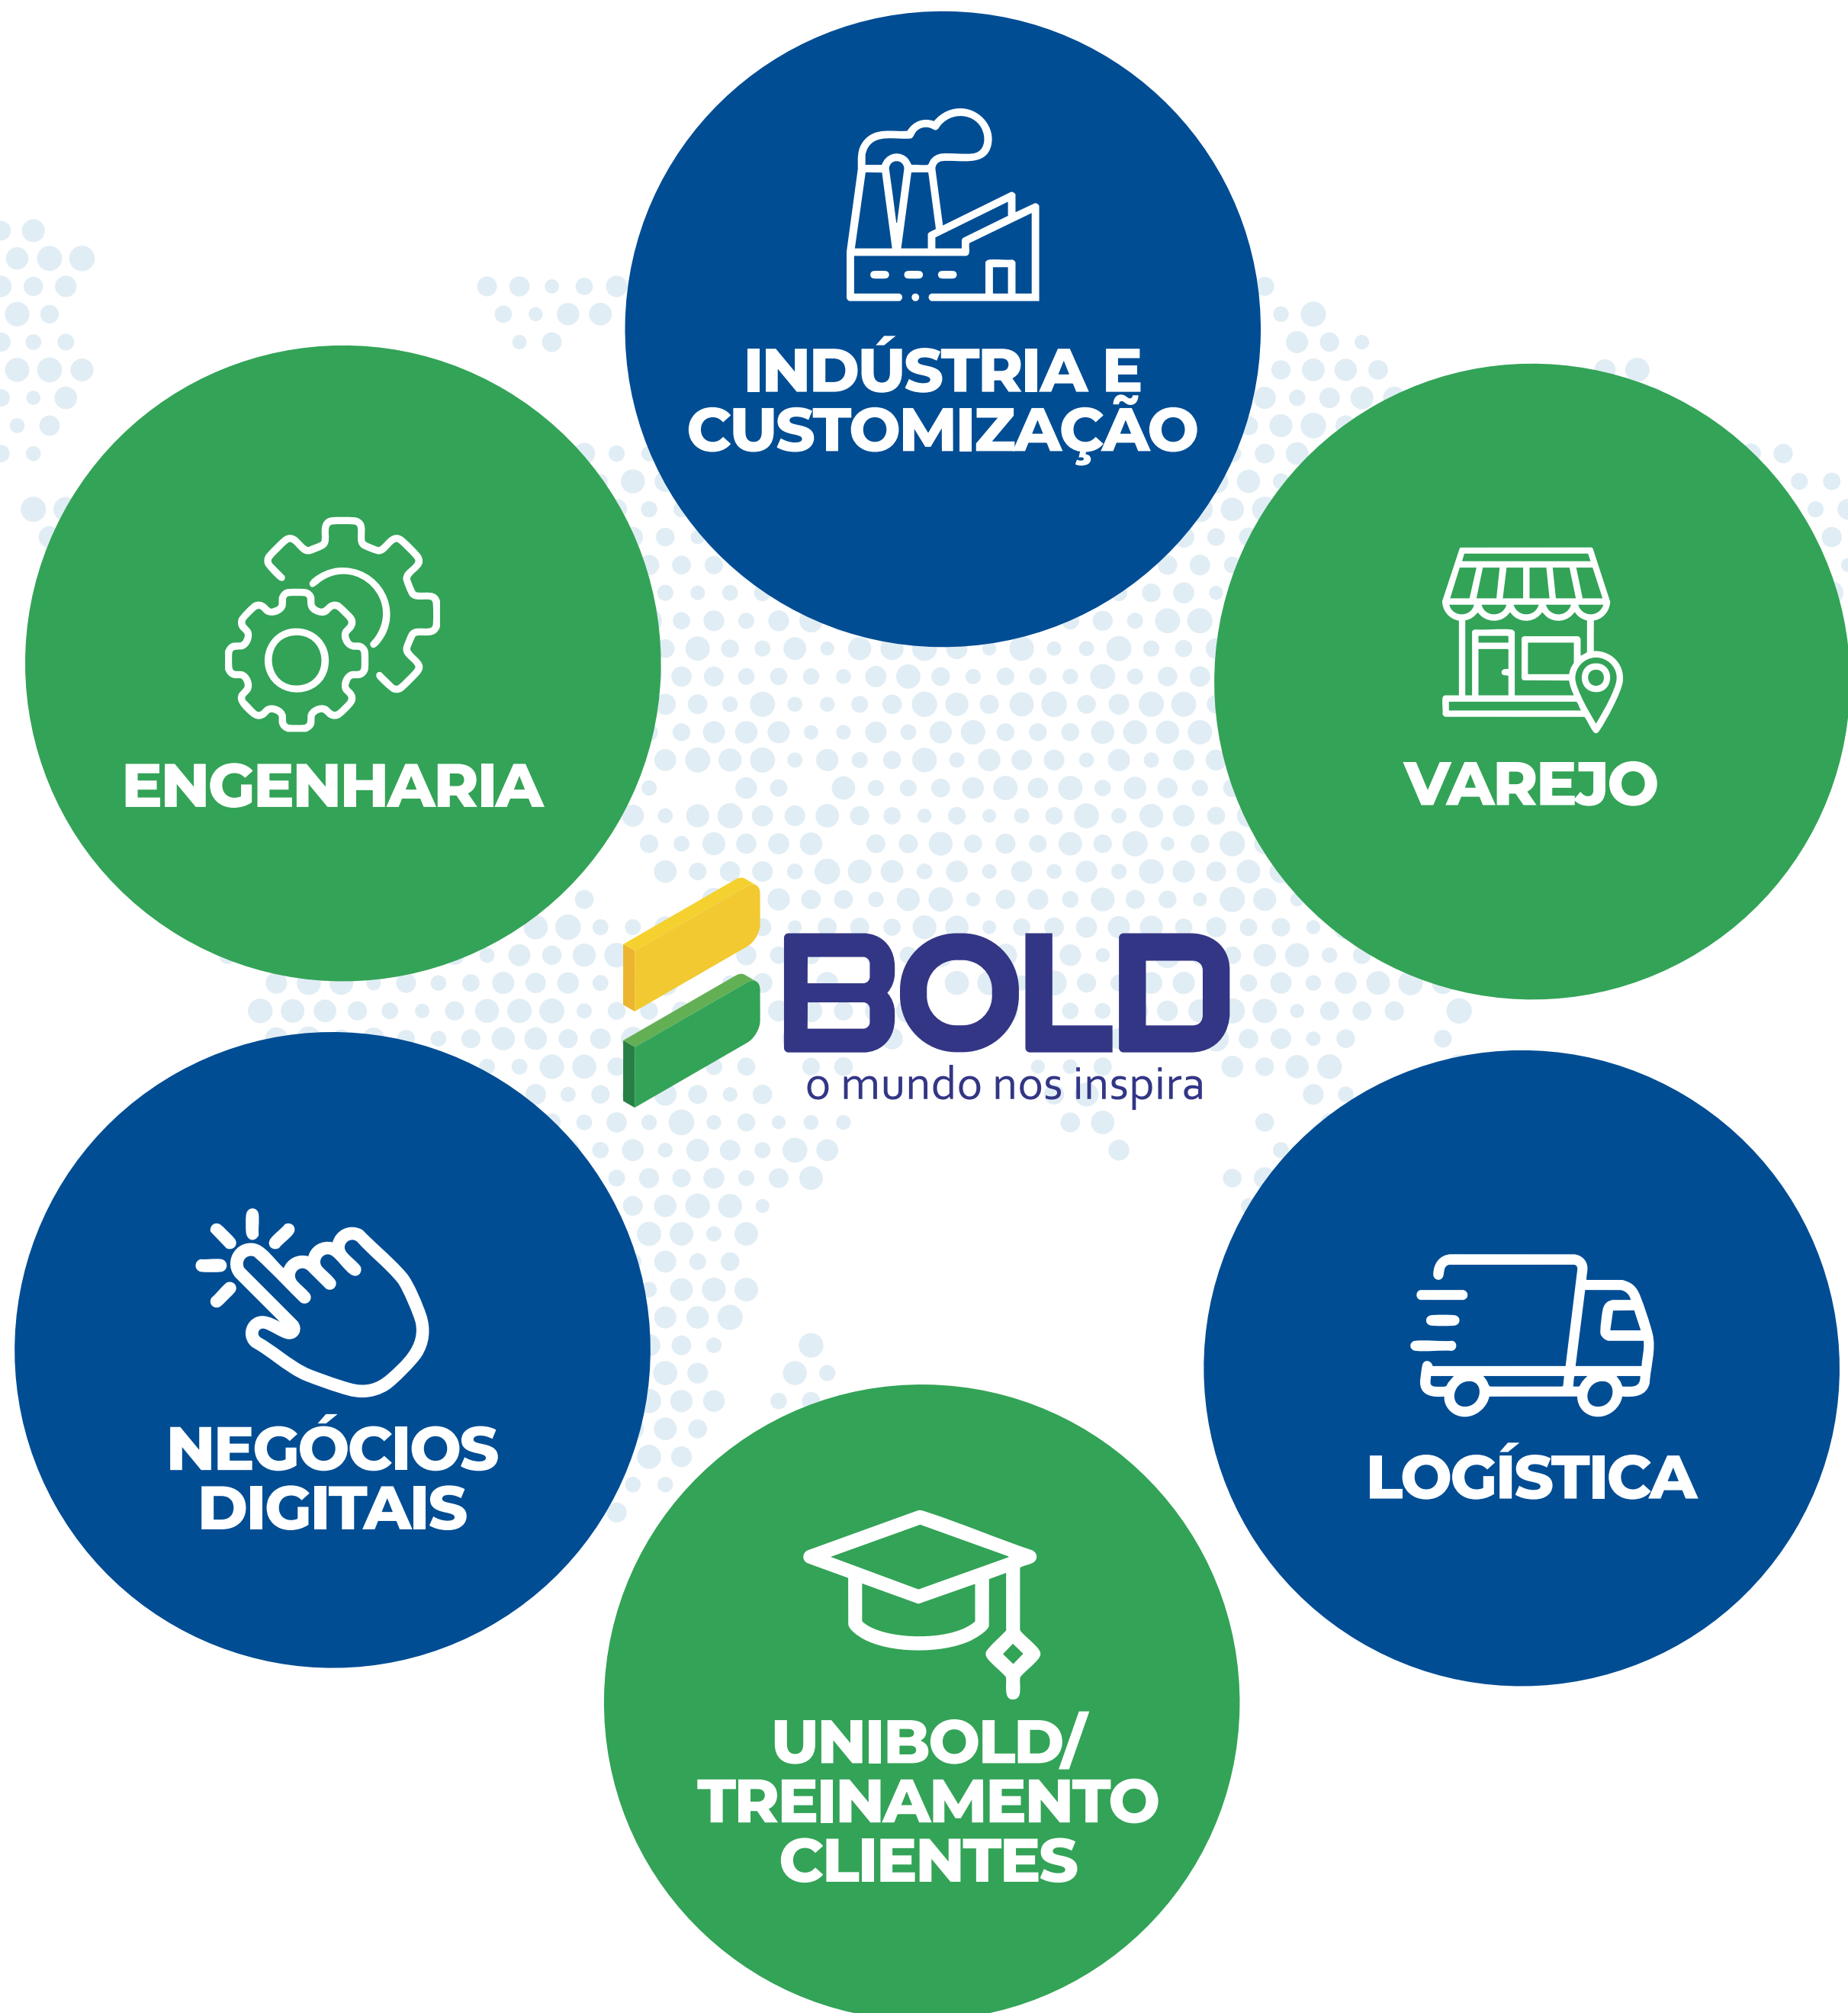 INDÚSTRIA E
CUSTOMIZAÇÃO
ENGENHARIA
VAREJO
BOLD
o mundo nos inspira
NEGÓCIOS
DIGITAIS
LOGÍSTICA
UNIBOLD/
TREINAMENTO
CLIENTES